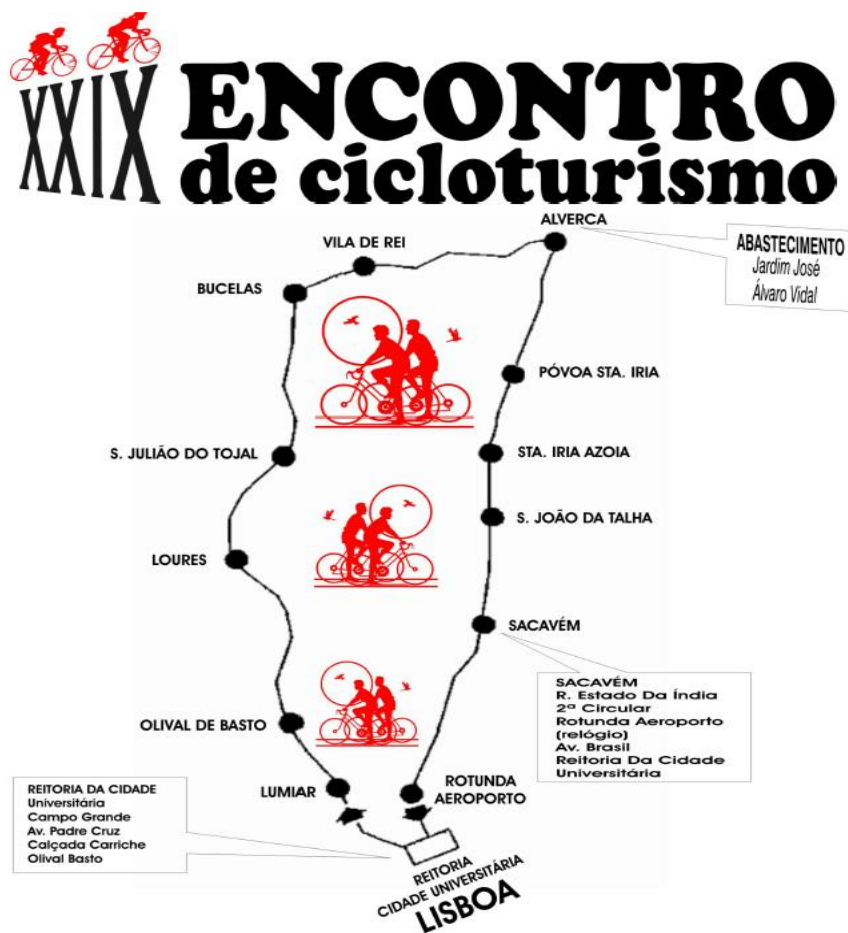 XXIX ENCONTRO
de cicloturismo
ALVERCA
ABASTECIMENTO
Jardim José
Álvaro Vidal
VILA DE REI
BUCELAS
PÓVOA STA. IRIA
S. JULIÃO DO TOJAL
STA. IRIA AZOIA
S. JOÃO DA TALHA
LOURES
SACAVÉM
SACAVÉM
R. Estado Da Índia
2ª Circular
Rotunda Aeroporto
(relógio)
Av. Brasil
Reitoria Da Cidade
Universitária
OLIVAL DE BASTO
LUMIAR
ROTUNDA
AEROPORTO
REITORIA DA CIDADE
Universitária
Campo Grande
Av. Padre Cruz
Calçada Carriche
Olival Basto
REITORIA
CIDADE UNIVERSITÁRIA
LISBOA